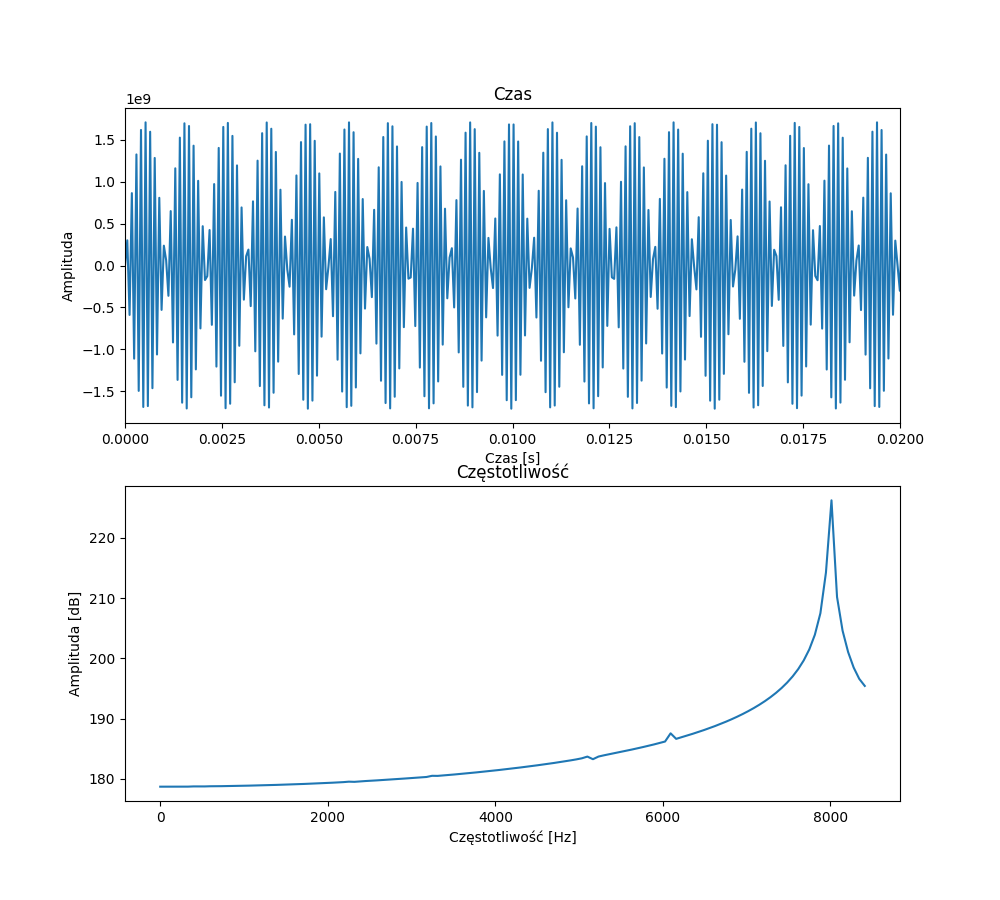 Czas
1e9
1.5
1.0
0.5
0.0
−0.5
−1.0
−1.5
Amplituda
0.0000 0.0025 0.0050 0.0075 0.0100 0.0125 0.0150 0.0175 0.0200
Czas [s]
Częstotliwość
220
210
200
190
180
Amplituda [dB]
0 2000 4000 6000 8000
Częstotliwość [Hz]